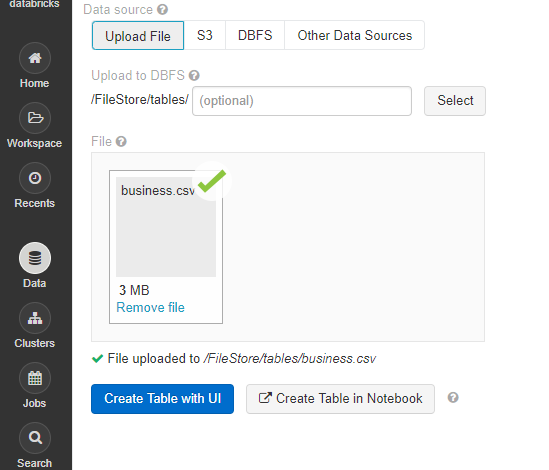 databricks
Home
Workspace
Recents
Data
Clusters
Jobs
Search
Data source
Upload File
S3
DBFS
Other Data Sources
Upload to DBFS
/FileStore/tables/
(optional)
Select
File
business.csv
3 MB
Remove file
File uploaded to /FileStore/tables/business.csv
Create Table with UI
Create Table in Notebook